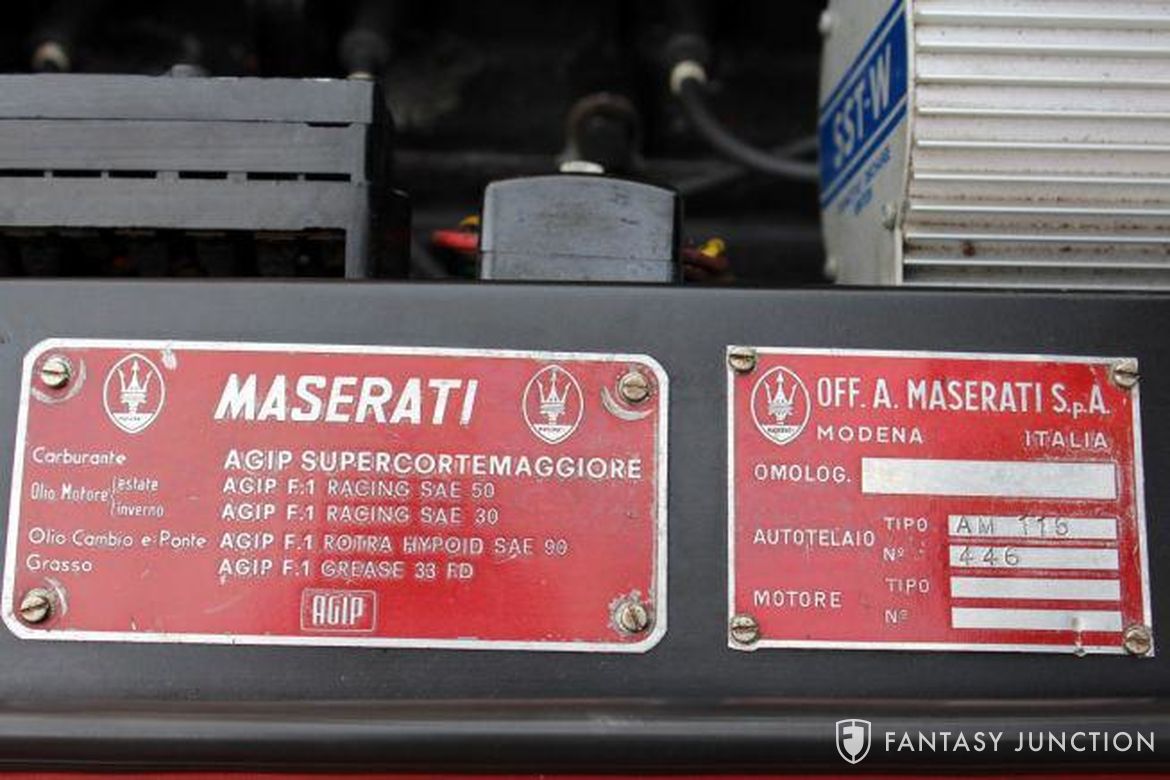 SST-W
MASERATI
Carburante AGIP SUPERCORTEMAGGIORE
Olio Motore estate AGIP F.1 RACING SAE 50
inverno AGIP F.1 RACING SAE 30
Olio Cambio e Ponte AGIP F.1 ROTRA HYPOID SAE 90
Grasso AGIP F.1 GREASE 33 FD
AGIP
OFF. A. MASERATI S.p.A.
MODENA ITALIA
OMOLOG.
AUTOTELAIO TIPO AM 116
Nº 446
MOTORE TIPO
Nº
FANTASY JUNCTION